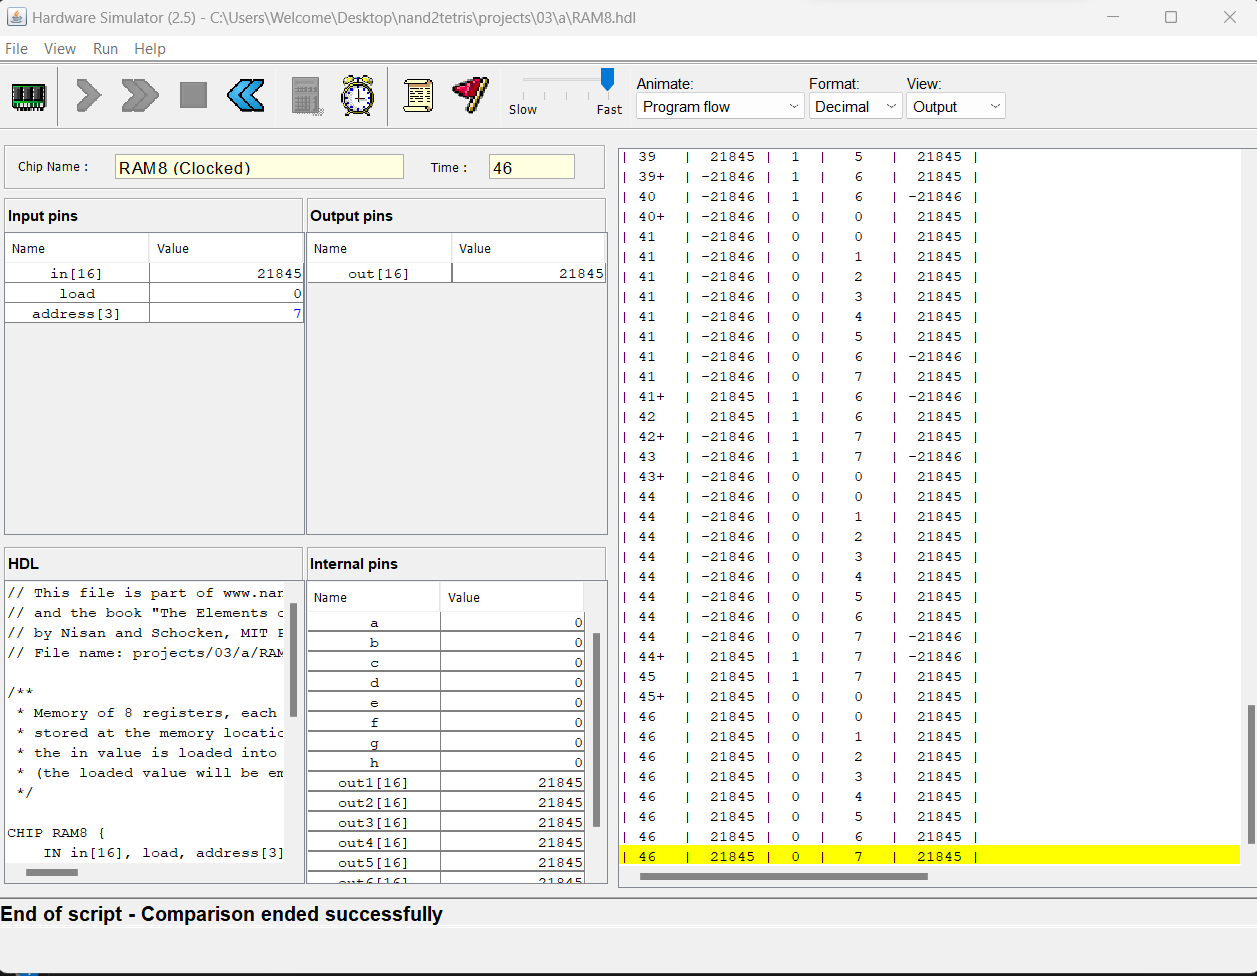 Hardware Simulator (2.5) - C:\Users\Welcome\Desktop\nand2tetris\projects\03\a\RAM8.hdl
File View Run Help
Slow Fast
Animate: Format: View:
Program flow Decimal Output
Chip Name : RAM8 (Clocked) Time : 46
Input pins
Name Value
in[16] 21845
load 0
address[3] 7
Output pins
Name Value
out[16] 21845
HDL
// This file is part of www.nan
// and the book "The Elements o
// by Nisan and Schocken, MIT P
// File name: projects/03/a/RAM
/**
* Memory of 8 registers, each
* stored at the memory locatio
* the in value is loaded into
* (the loaded value will be em
*/
CHIP RAM8 {
IN in[16], load, address[3]
Internal pins
Name Value
a 0
b 0
c 0
d 0
e 0
f 0
g 0
h 0
out1[16] 21845
out2[16] 21845
out3[16] 21845
out4[16] 21845
out5[16] 21845
out6[16] 21845
| 39 | 21845 | 1 | 5 | 21845 |
| 39+ | -21846 | 1 | 6 | 21845 |
| 40 | -21846 | 1 | 6 | -21846 |
| 40+ | -21846 | 0 | 0 | 21845 |
| 41 | -21846 | 0 | 0 | 21845 |
| 41 | -21846 | 0 | 1 | 21845 |
| 41 | -21846 | 0 | 2 | 21845 |
| 41 | -21846 | 0 | 3 | 21845 |
| 41 | -21846 | 0 | 4 | 21845 |
| 41 | -21846 | 0 | 5 | 21845 |
| 41 | -21846 | 0 | 6 | -21846 |
| 41 | -21846 | 0 | 7 | 21845 |
| 41+ | 21845 | 1 | 6 | -21846 |
| 42 | 21845 | 1 | 6 | 21845 |
| 42+ | -21846 | 1 | 7 | 21845 |
| 43 | -21846 | 1 | 7 | -21846 |
| 43+ | -21846 | 0 | 0 | 21845 |
| 44 | -21846 | 0 | 0 | 21845 |
| 44 | -21846 | 0 | 1 | 21845 |
| 44 | -21846 | 0 | 2 | 21845 |
| 44 | -21846 | 0 | 3 | 21845 |
| 44 | -21846 | 0 | 4 | 21845 |
| 44 | -21846 | 0 | 5 | 21845 |
| 44 | -21846 | 0 | 6 | 21845 |
| 44 | -21846 | 0 | 7 | -21846 |
| 44+ | 21845 | 1 | 7 | -21846 |
| 45 | 21845 | 1 | 7 | 21845 |
| 45+ | 21845 | 0 | 0 | 21845 |
| 46 | 21845 | 0 | 0 | 21845 |
| 46 | 21845 | 0 | 1 | 21845 |
| 46 | 21845 | 0 | 2 | 21845 |
| 46 | 21845 | 0 | 3 | 21845 |
| 46 | 21845 | 0 | 4 | 21845 |
| 46 | 21845 | 0 | 5 | 21845 |
| 46 | 21845 | 0 | 6 | 21845 |
| 46 | 21845 | 0 | 7 | 21845 |
End of script - Comparison ended successfully